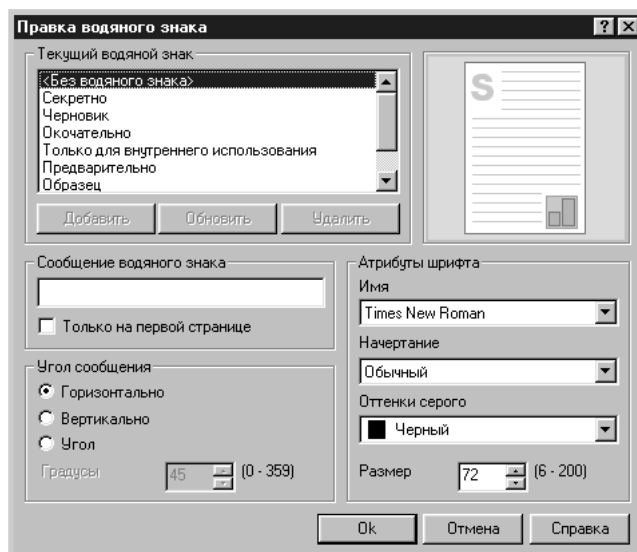 Правка водяного знака
Текущий водяной знак
<Без водяного знака>
Секретно
Черновик
Окочательно
Только для внутреннего использования
Предварительно
Образец
Добавить Обновить Удалить
S
Сообщение водяного знака
Только на первой странице
Угол сообщения
Горизонтально
Вертикально
Угол
Градусы 45 (0 - 359)
Атрибуты шрифта
Имя
Times New Roman
Начертание
Обычный
Оттенки серого
Черный
Размер 72 (6 - 200)
Ok Отмена Справка